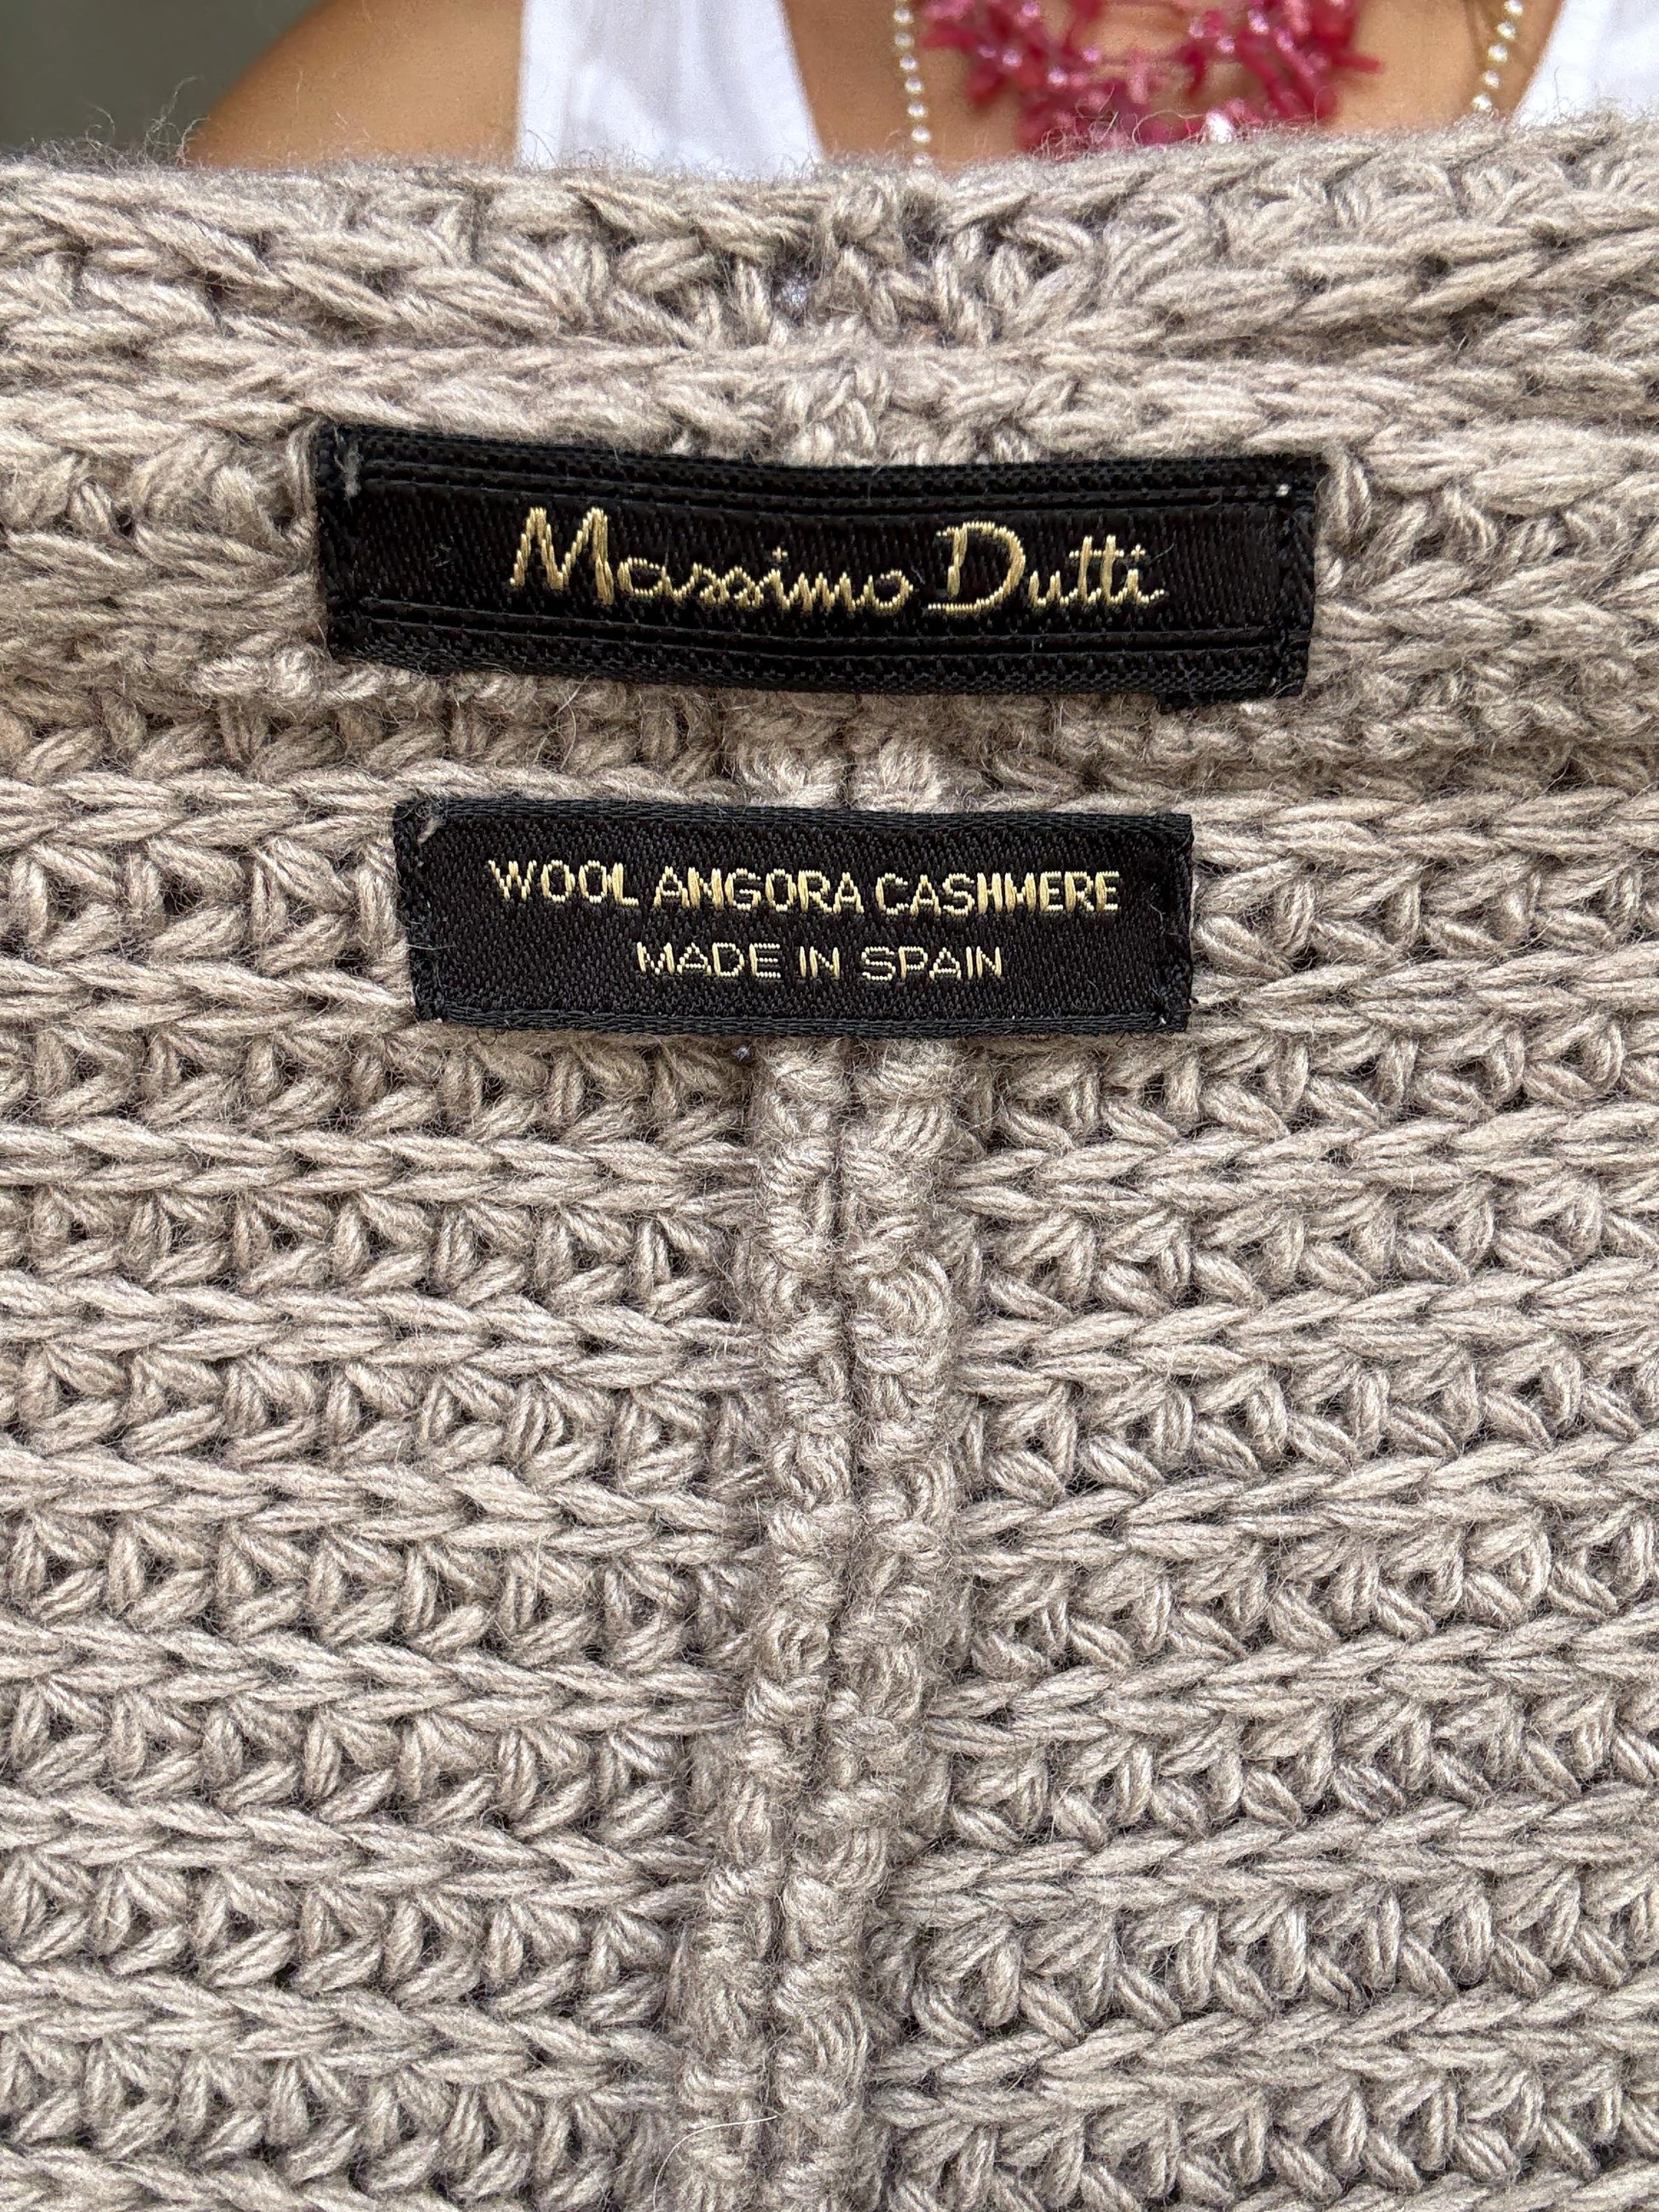 Massimo Dutti
WOOL ANGORA CASHMERE
MADE IN SPAIN